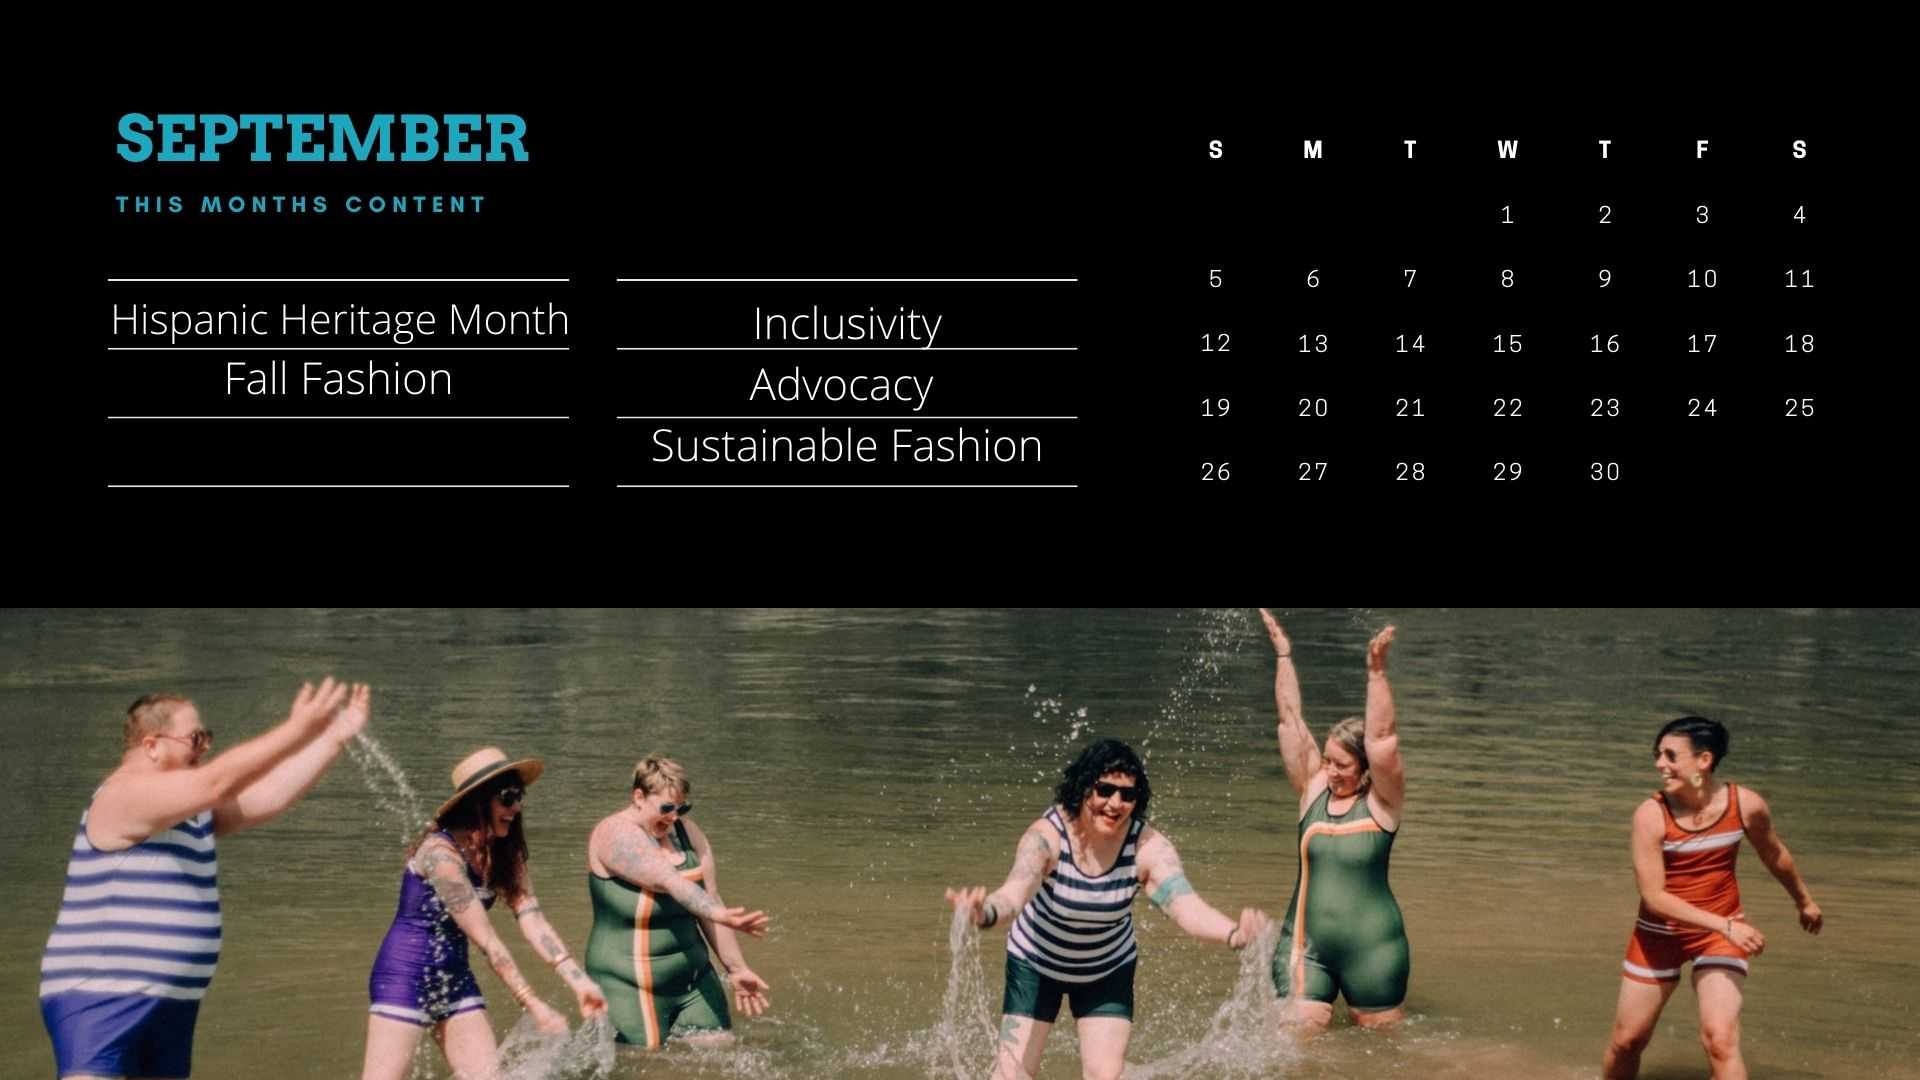 SEPTEMBER
THIS MONTHS CONTENT
Hispanic Heritage Month
Fall Fashion
Inclusivity
Advocacy
Sustainable Fashion
S M T W T F S
1 2 3 4
5 6 7 8 9 10 11
12 13 14 15 16 17 18
19 20 21 22 23 24 25
26 27 28 29 30